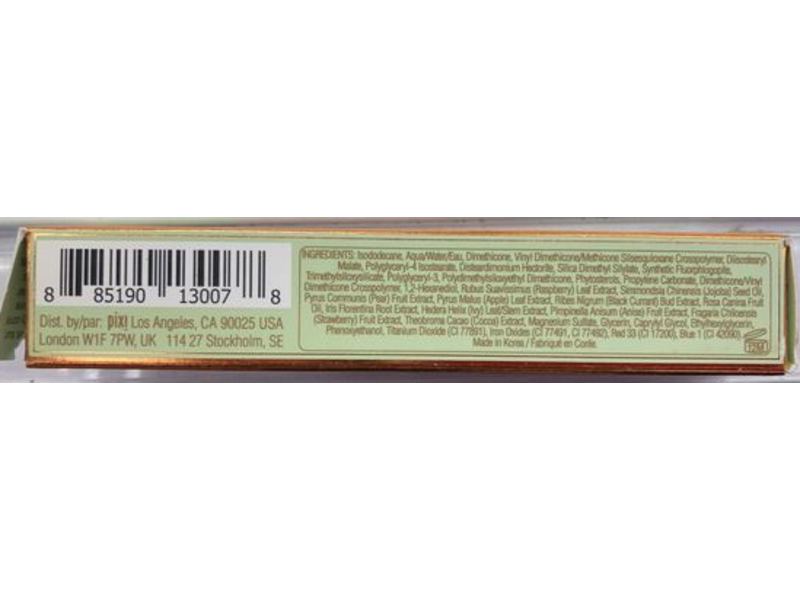 8 85190 13007 8
Dist. by/par: pixi Los Angeles, CA 90025 USA
London W1F 7PW, UK 114 27 Stockholm, SE
INGREDIENTS: Isododecane, Aqua/Water/Eau, Dimethicone, Vinyl Dimethicone/Methicone Silsesquioxane Crosspolymer, Diisostearyl
Malate, Polyglyceryl-4 Isostearate, Disteardimonium Hectorite, Silica Dimethyl Silylate, Synthetic Fluorphlogopite,
Trimethylsiloxysilicate, Polyglyceryl-3, Polydimethylsiloxyethyl Dimethicone, Phytosterols, Propylene Carbonate, Dimethicone/Vinyl
Dimethicone Crosspolymer, 1,2-Hexanediol, Rubus Suavissimus (Raspberry) Leaf Extract, Simmondsia Chinensis (Jojoba) Seed Oil,
Pyrus Communis (Pear) Fruit Extract, Pyrus Malus (Apple) Leaf Extract, Ribes Nigrum (Black Currant) Bud Extract, Rosa Canina Fruit
Oil, Iris Florentina Root Extract, Hedera Helix (Ivy) Leaf/Stem Extract, Pimpinella Anisum (Anise) Fruit Extract, Fragaria Chiloensis
(Strawberry) Fruit Extract, Theobroma Cacao (Cocoa) Extract, Magnesium Sulfate, Glycerin, Caprylyl Glycol, Ethylhexylglycerin,
Phenoxyethanol, Titanium Dioxide (CI 77891), Iron Oxides (CI 77491, CI 77492), Red 33 (CI 17200), Blue 1 (CI 42090).
Made in Korea / Fabriqué en Corée.
12M